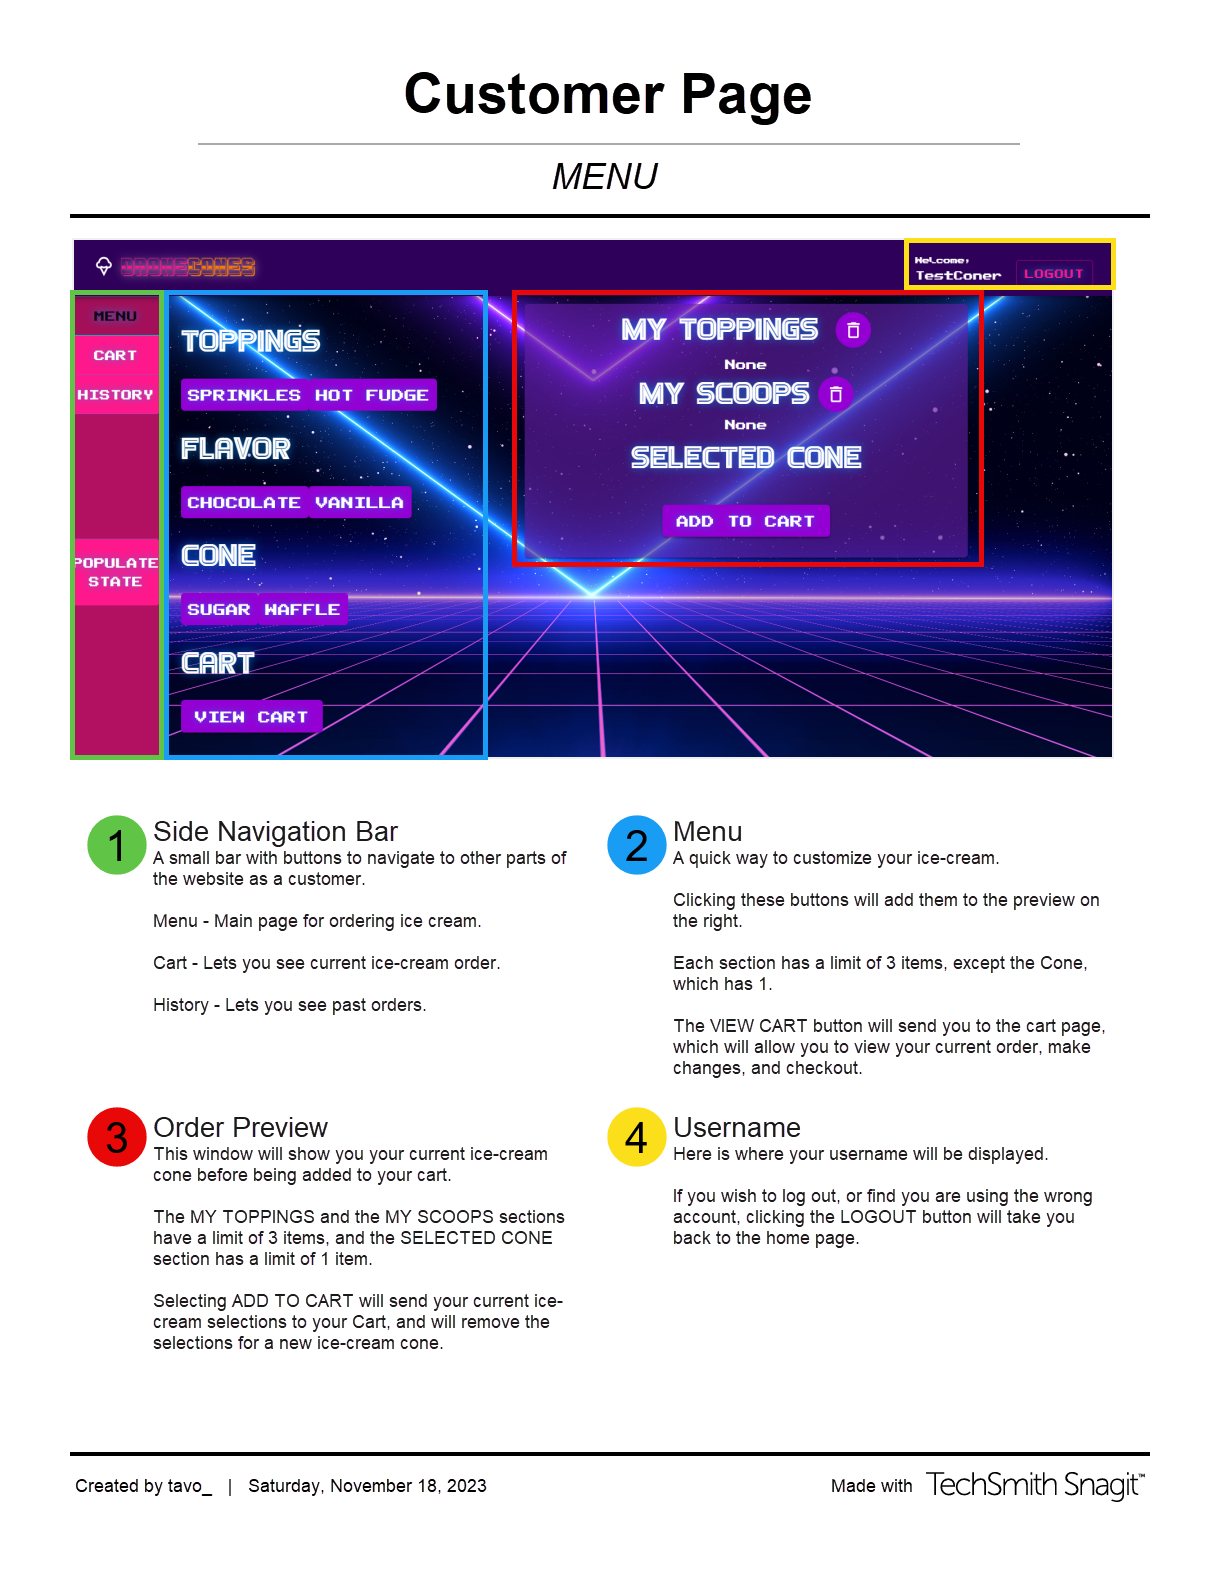 Customer Page
MENU
DRONECONES
Welcome,
TestConer
LOGOUT
MENU
CART
HISTORY
POPULATE
STATE
TOPPINGS
SPRINKLES HOT FUDGE
FLAVOR
CHOCOLATE VANILLA
CONE
SUGAR WAFFLE
CART
VIEW CART
MY TOPPINGS
None
MY SCOOPS
None
SELECTED CONE
ADD TO CART
1 Side Navigation Bar
A small bar with buttons to navigate to other parts of
the website as a customer.
Menu - Main page for ordering ice cream.
Cart - Lets you see current ice-cream order.
History - Lets you see past orders.
2 Menu
A quick way to customize your ice-cream.
Clicking these buttons will add them to the preview on
the right.
Each section has a limit of 3 items, except the Cone,
which has 1.
The VIEW CART button will send you to the cart page,
which will allow you to view your current order, make
changes, and checkout.
3 Order Preview
This window will show you your current ice-cream
cone before being added to your cart.
The MY TOPPINGS and the MY SCOOPS sections
have a limit of 3 items, and the SELECTED CONE
section has a limit of 1 item.
Selecting ADD TO CART will send your current ice-
cream selections to your Cart, and will remove the
selections for a new ice-cream cone.
4 Username
Here is where your username will be displayed.
If you wish to log out, or find you are using the wrong
account, clicking the LOGOUT button will take you
back to the home page.
Created by tavo_ | Saturday, November 18, 2023
Made with TechSmith Snagit™